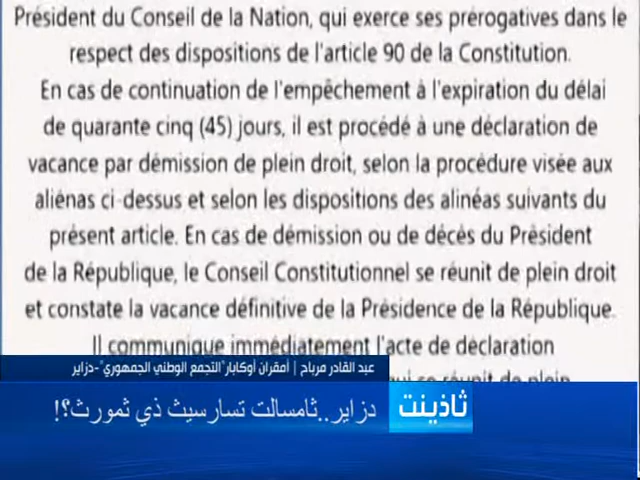 Président du Conseil de la Nation, qui exerce ses prérogatives dans le
respect des dispositions de l'article 90 de la Constitution.
En cas de continuation de l'empêchement à l'expiration du délai
de quarante cinq (45) jours, il est procédé à une déclaration de
vacance par démission de plein droit, selon la procédure visée aux
aliénas ci-dessus et selon les dispositions des alinéas suivants du
présent article. En cas de démission ou de décès du Président
de la République, le Conseil Constitutionnel se réunit de plein droit
et constate la vacance définitive de la Présidence de la République.
Il communique immédiatement l'acte de déclaration
qui se réunit de plein
عبد القادر مرباح | أمقران أوكابار "التجمع الوطني الجمهوري"-دزاير
ثاذينت
دزاير..ثامسالت تسارسيث ذي ثمورث؟!